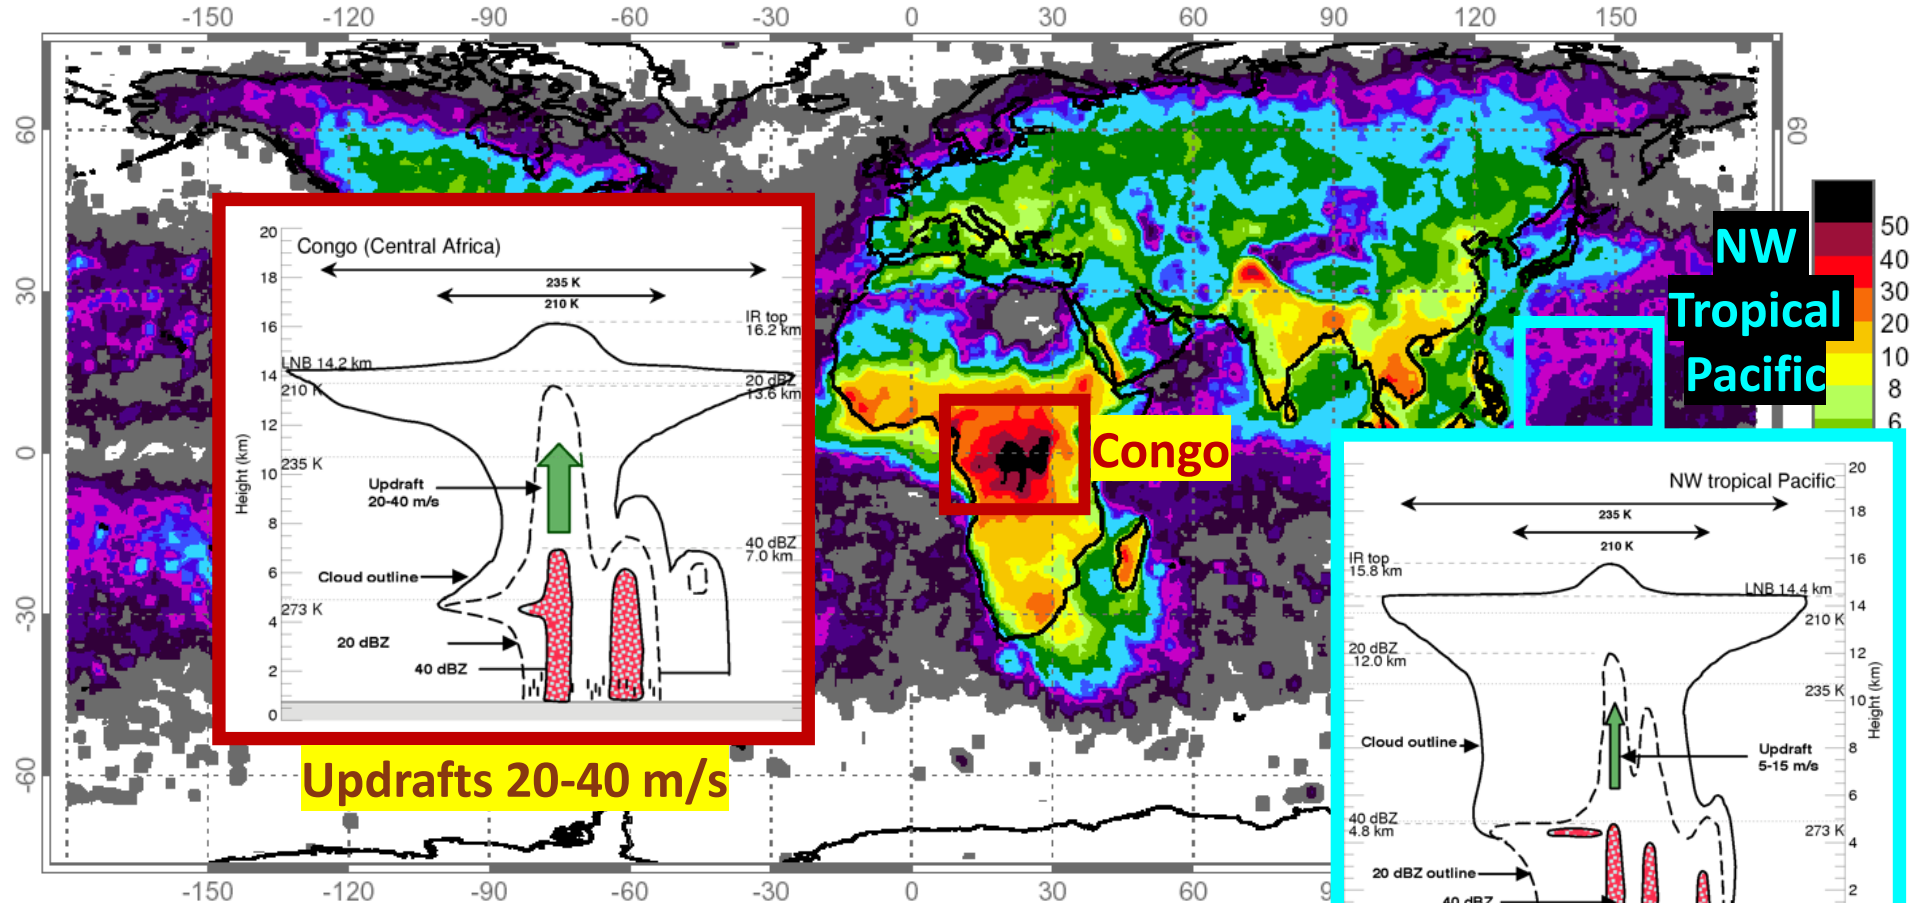 -150 -120 -90 -60 -30 0 30 60 90 120 150
60
30
0
-30
-60
60
Congo (Central Africa)
20
18
16
14
12
10
8
6
4
2
0
Height (km)
235 K
210 K
IR top
16.2 km
LNB 14.2 km
210 K
20 dBZ
13.6 km
235 K
Updraft
20-40 m/s
40 dBZ
7.0 km
Cloud outline
273 K
20 dBZ
40 dBZ
Updrafts 20-40 m/s
Congo
NW
Tropical
Pacific
50
40
30
20
10
8
6
NW tropical Pacific
20
18
16
14
12
10
8
6
4
2
Height (km)
235 K
210 K
IR top
15.8 km
LNB 14.4 km
210 K
20 dBZ
12.0 km
235 K
Cloud outline
Updraft
5-15 m/s
40 dBZ
4.8 km
273 K
20 dBZ outline
40 dBZ
-150 -120 -90 -60 -30 0 30 60 9